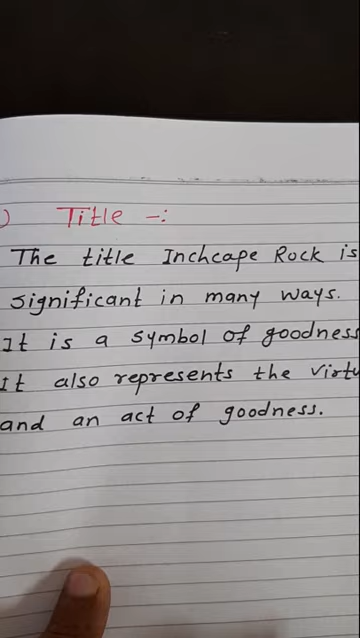 ) Title -:
The title Inchcape Rock is
significant in many ways.
It is a symbol of goodness
It also represents the virtu
and an act of goodness.